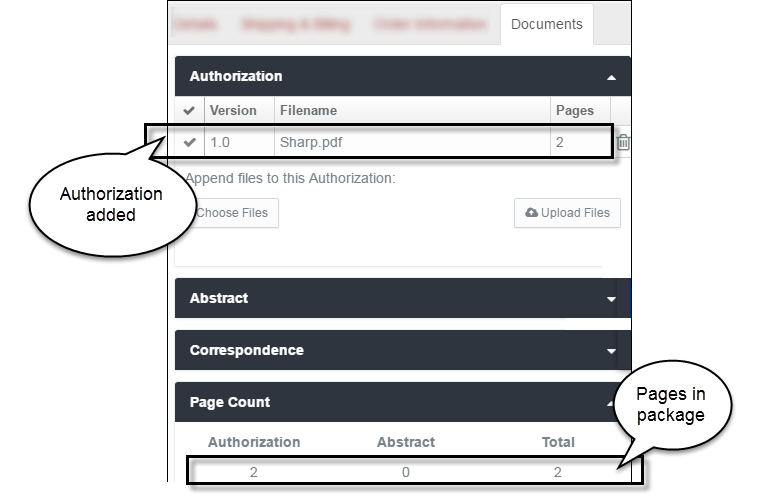 Details Shipping & Billing Order Information Documents
Authorization
Version Filename Pages
1.0 Sharp.pdf 2
Authorization
added
Append files to this Authorization:
Choose Files Upload Files
Abstract
Correspondence
Page Count
Pages in
package
Authorization Abstract Total
2 0 2